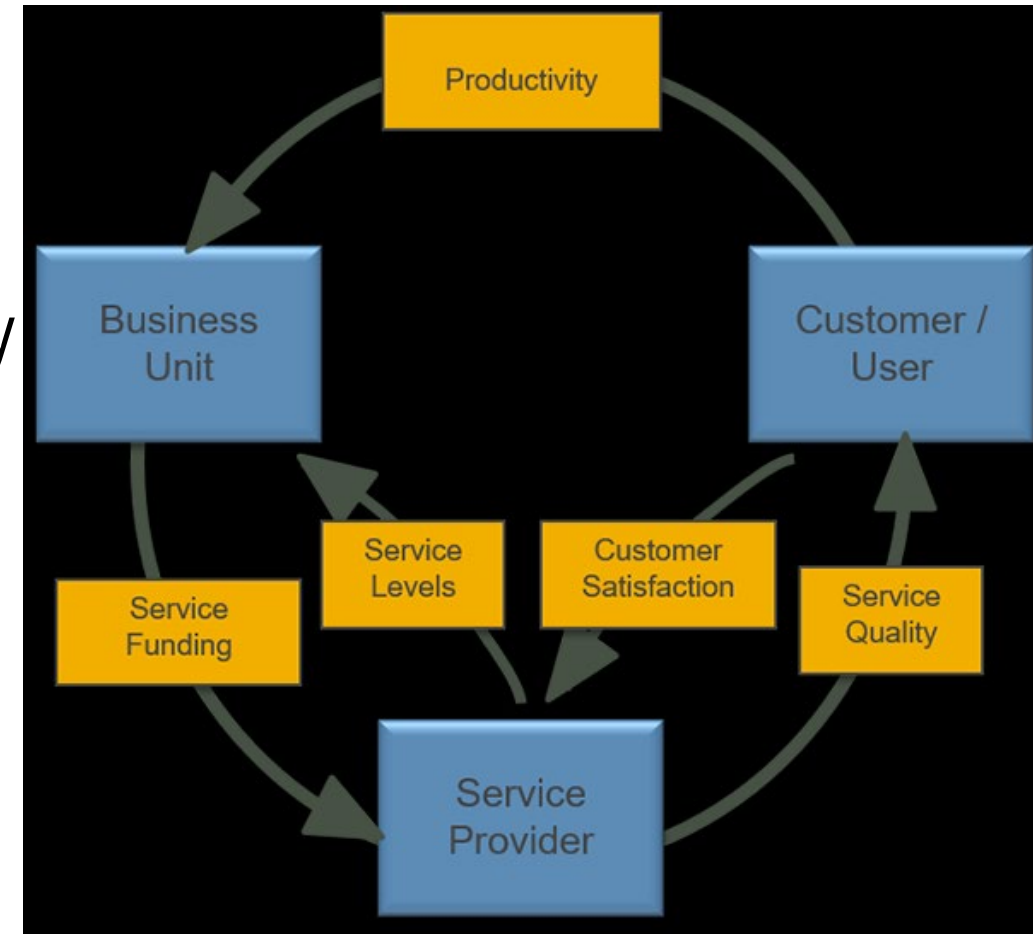 Productivity
Business
Unit
Customer /
User
/
Service
Levels
Customer
Satisfaction
Service
Funding
Service
Quality
Service
Provider